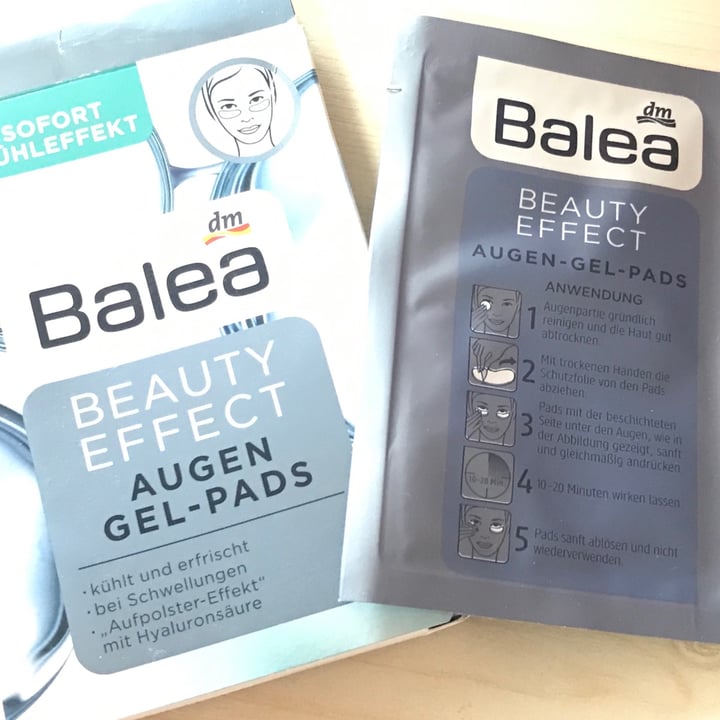 SOFORT
ÜHLEFFEKT
dm
Balea
BEAUTY
EFFECT
AUGEN
GEL-PADS
· kühlt und erfrischt
· bei Schwellungen
· „Aufpolster-Effekt“
mit Hyaluronsäure
dm
Balea
BEAUTY
EFFECT
AUGEN-GEL-PADS
ANWENDUNG
1 Augenpartie gründlich
reinigen und die Haut gut
abtrocknen.
2 Mit trockenen Händen die
Schutzfolie von den Pads
abziehen.
3 Pads mit der beschichteten
Seite unter den Augen, wie in
der Abbildung gezeigt, sanft
und gleichmäßig andrücken
10-20 Min
4 10-20 Minuten wirken lassen
5 Pads sanft ablösen und nicht
wiederverwenden.